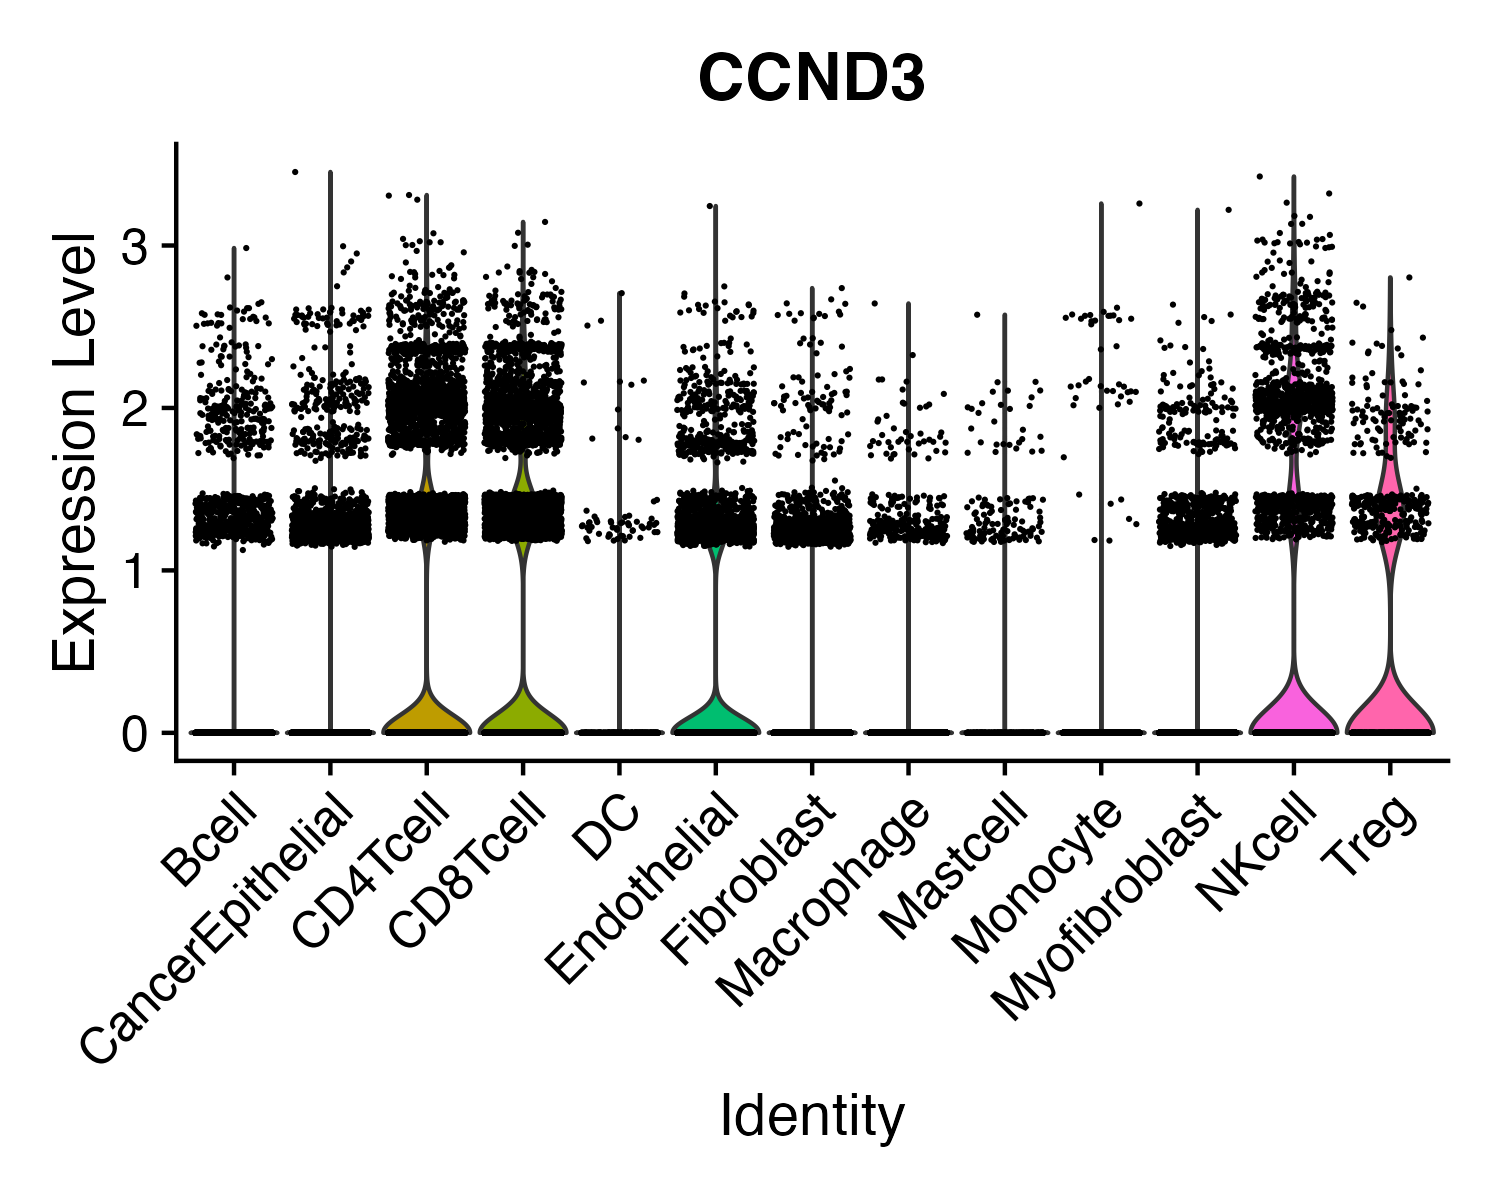 CCND3
Expression Level
3
2
1
0
Bcell
CancerEpithelial
CD4Tcell
CD8Tcell
DC
Endothelial
Fibroblast
Macrophage
Mastcell
Monocyte
Myofibroblast
NKcell
Treg
Identity